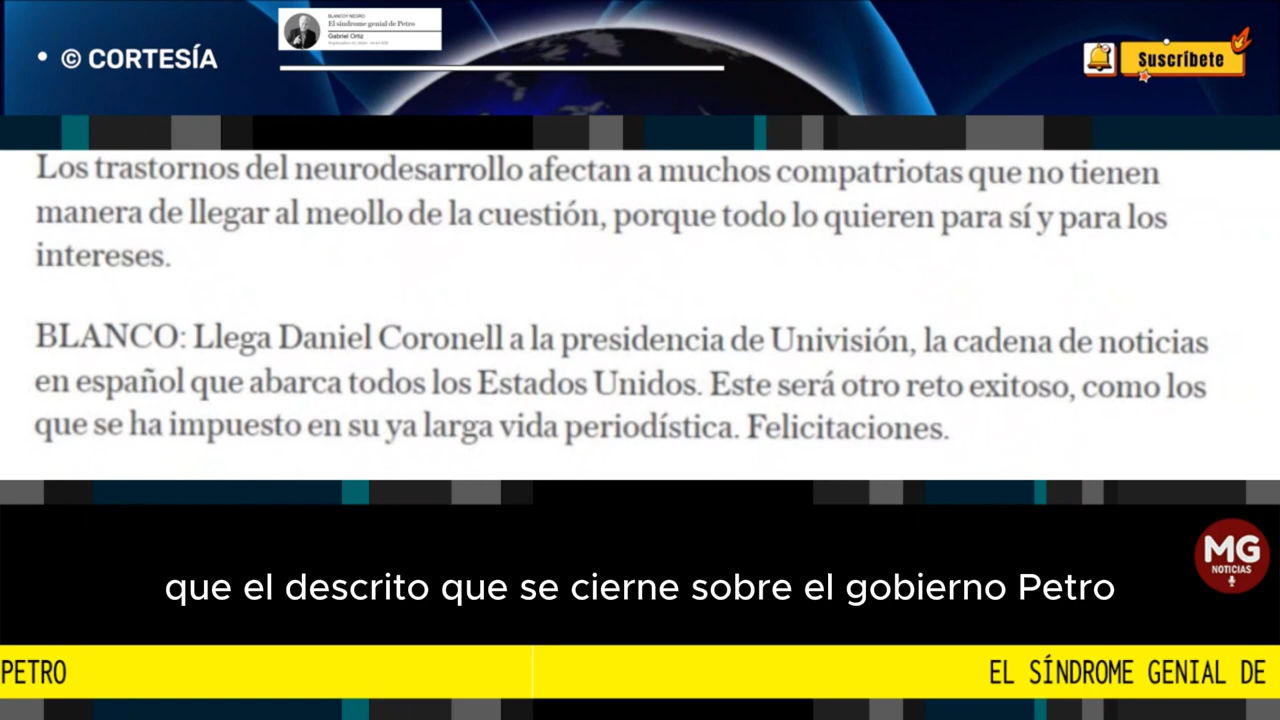 • © CORTESÍA
BLANCO Y NEGRO
El síndrome genial de Petro
Gabriel Ortiz
Suscríbete
Los trastornos del neurodesarrollo afectan a muchos compatriotas que no tienen
manera de llegar al meollo de la cuestión, porque todo lo quieren para sí y para los
intereses.
BLANCO: Llega Daniel Coronell a la presidencia de Univisión, la cadena de noticias
en español que abarca todos los Estados Unidos. Este será otro reto exitoso, como los
que se ha impuesto en su ya larga vida periodística. Felicitaciones.
que el descrito que se cierne sobre el gobierno Petro
MG
NOTICIAS
PETRO EL SÍNDROME GENIAL DE